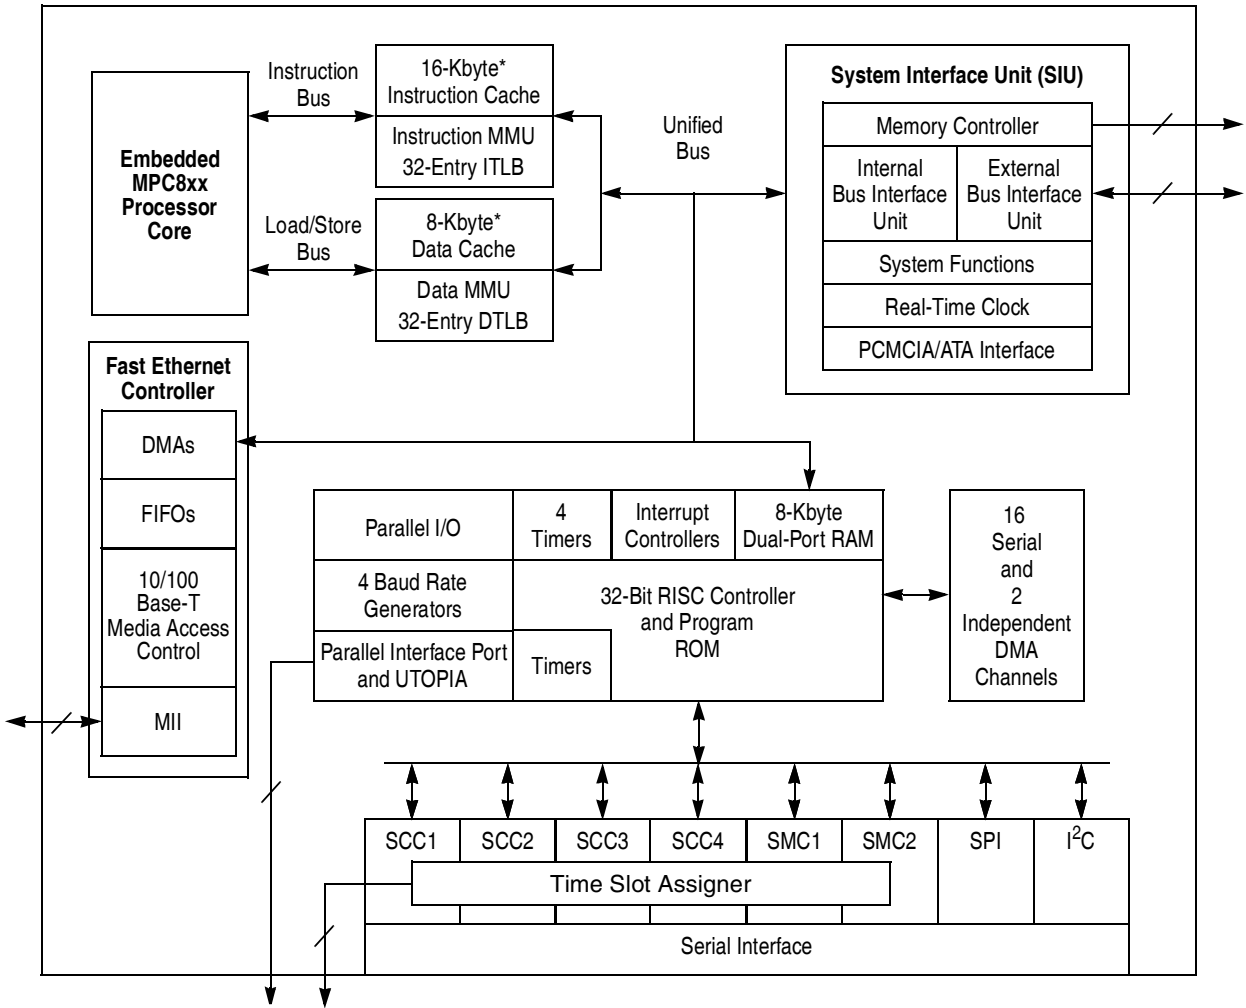 Instruction
Bus
16-Kbyte*
Instruction Cache
Instruction MMU
32-Entry ITLB
Embedded
MPC8xx
Processor
Core
Load/Store
Bus
8-Kbyte*
Data Cache
Data MMU
32-Entry DTLB
Unified
Bus
System Interface Unit (SIU)
Memory Controller
Internal
Bus Interface
Unit
External
Bus Interface
Unit
System Functions
Real-Time Clock
PCMCIA/ATA Interface
Fast Ethernet
Controller
DMAs
FIFOs
10/100
Base-T
Media Access
Control
MII
Parallel I/O
4
Timers
Interrupt
Controllers
8-Kbyte
Dual-Port RAM
4 Baud Rate
Generators
32-Bit RISC Controller
and Program
ROM
Parallel Interface Port
and UTOPIA
Timers
16
Serial
and
2
Independent
DMA
Channels
SCC1
SCC2
SCC3
SCC4
SMC1
SMC2
SPI
I²C
Time Slot Assigner
Serial Interface